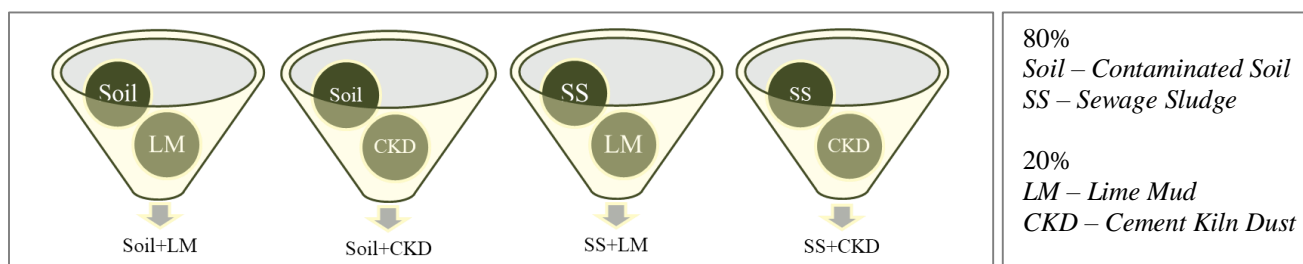 Soil
LM
Soil+LM
Soil
CKD
Soil+CKD
SS
LM
SS+LM
SS
CKD
SS+CKD
80%
Soil – Contaminated Soil
SS – Sewage Sludge
20%
LM – Lime Mud
CKD – Cement Kiln Dust